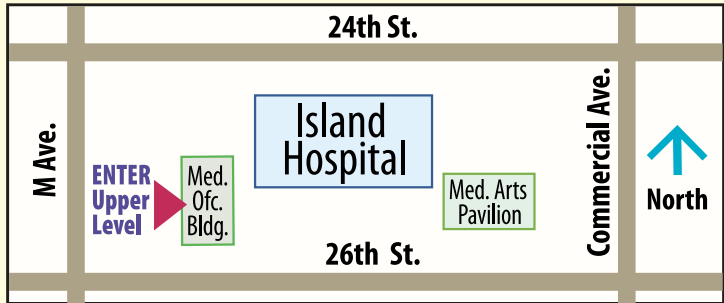 24th St.
M Ave.
Island
Hospital
Commercial Ave.
North
ENTER
Upper
Level
Med.
Ofc.
Bldg.
Med. Arts
Pavilion
26th St.